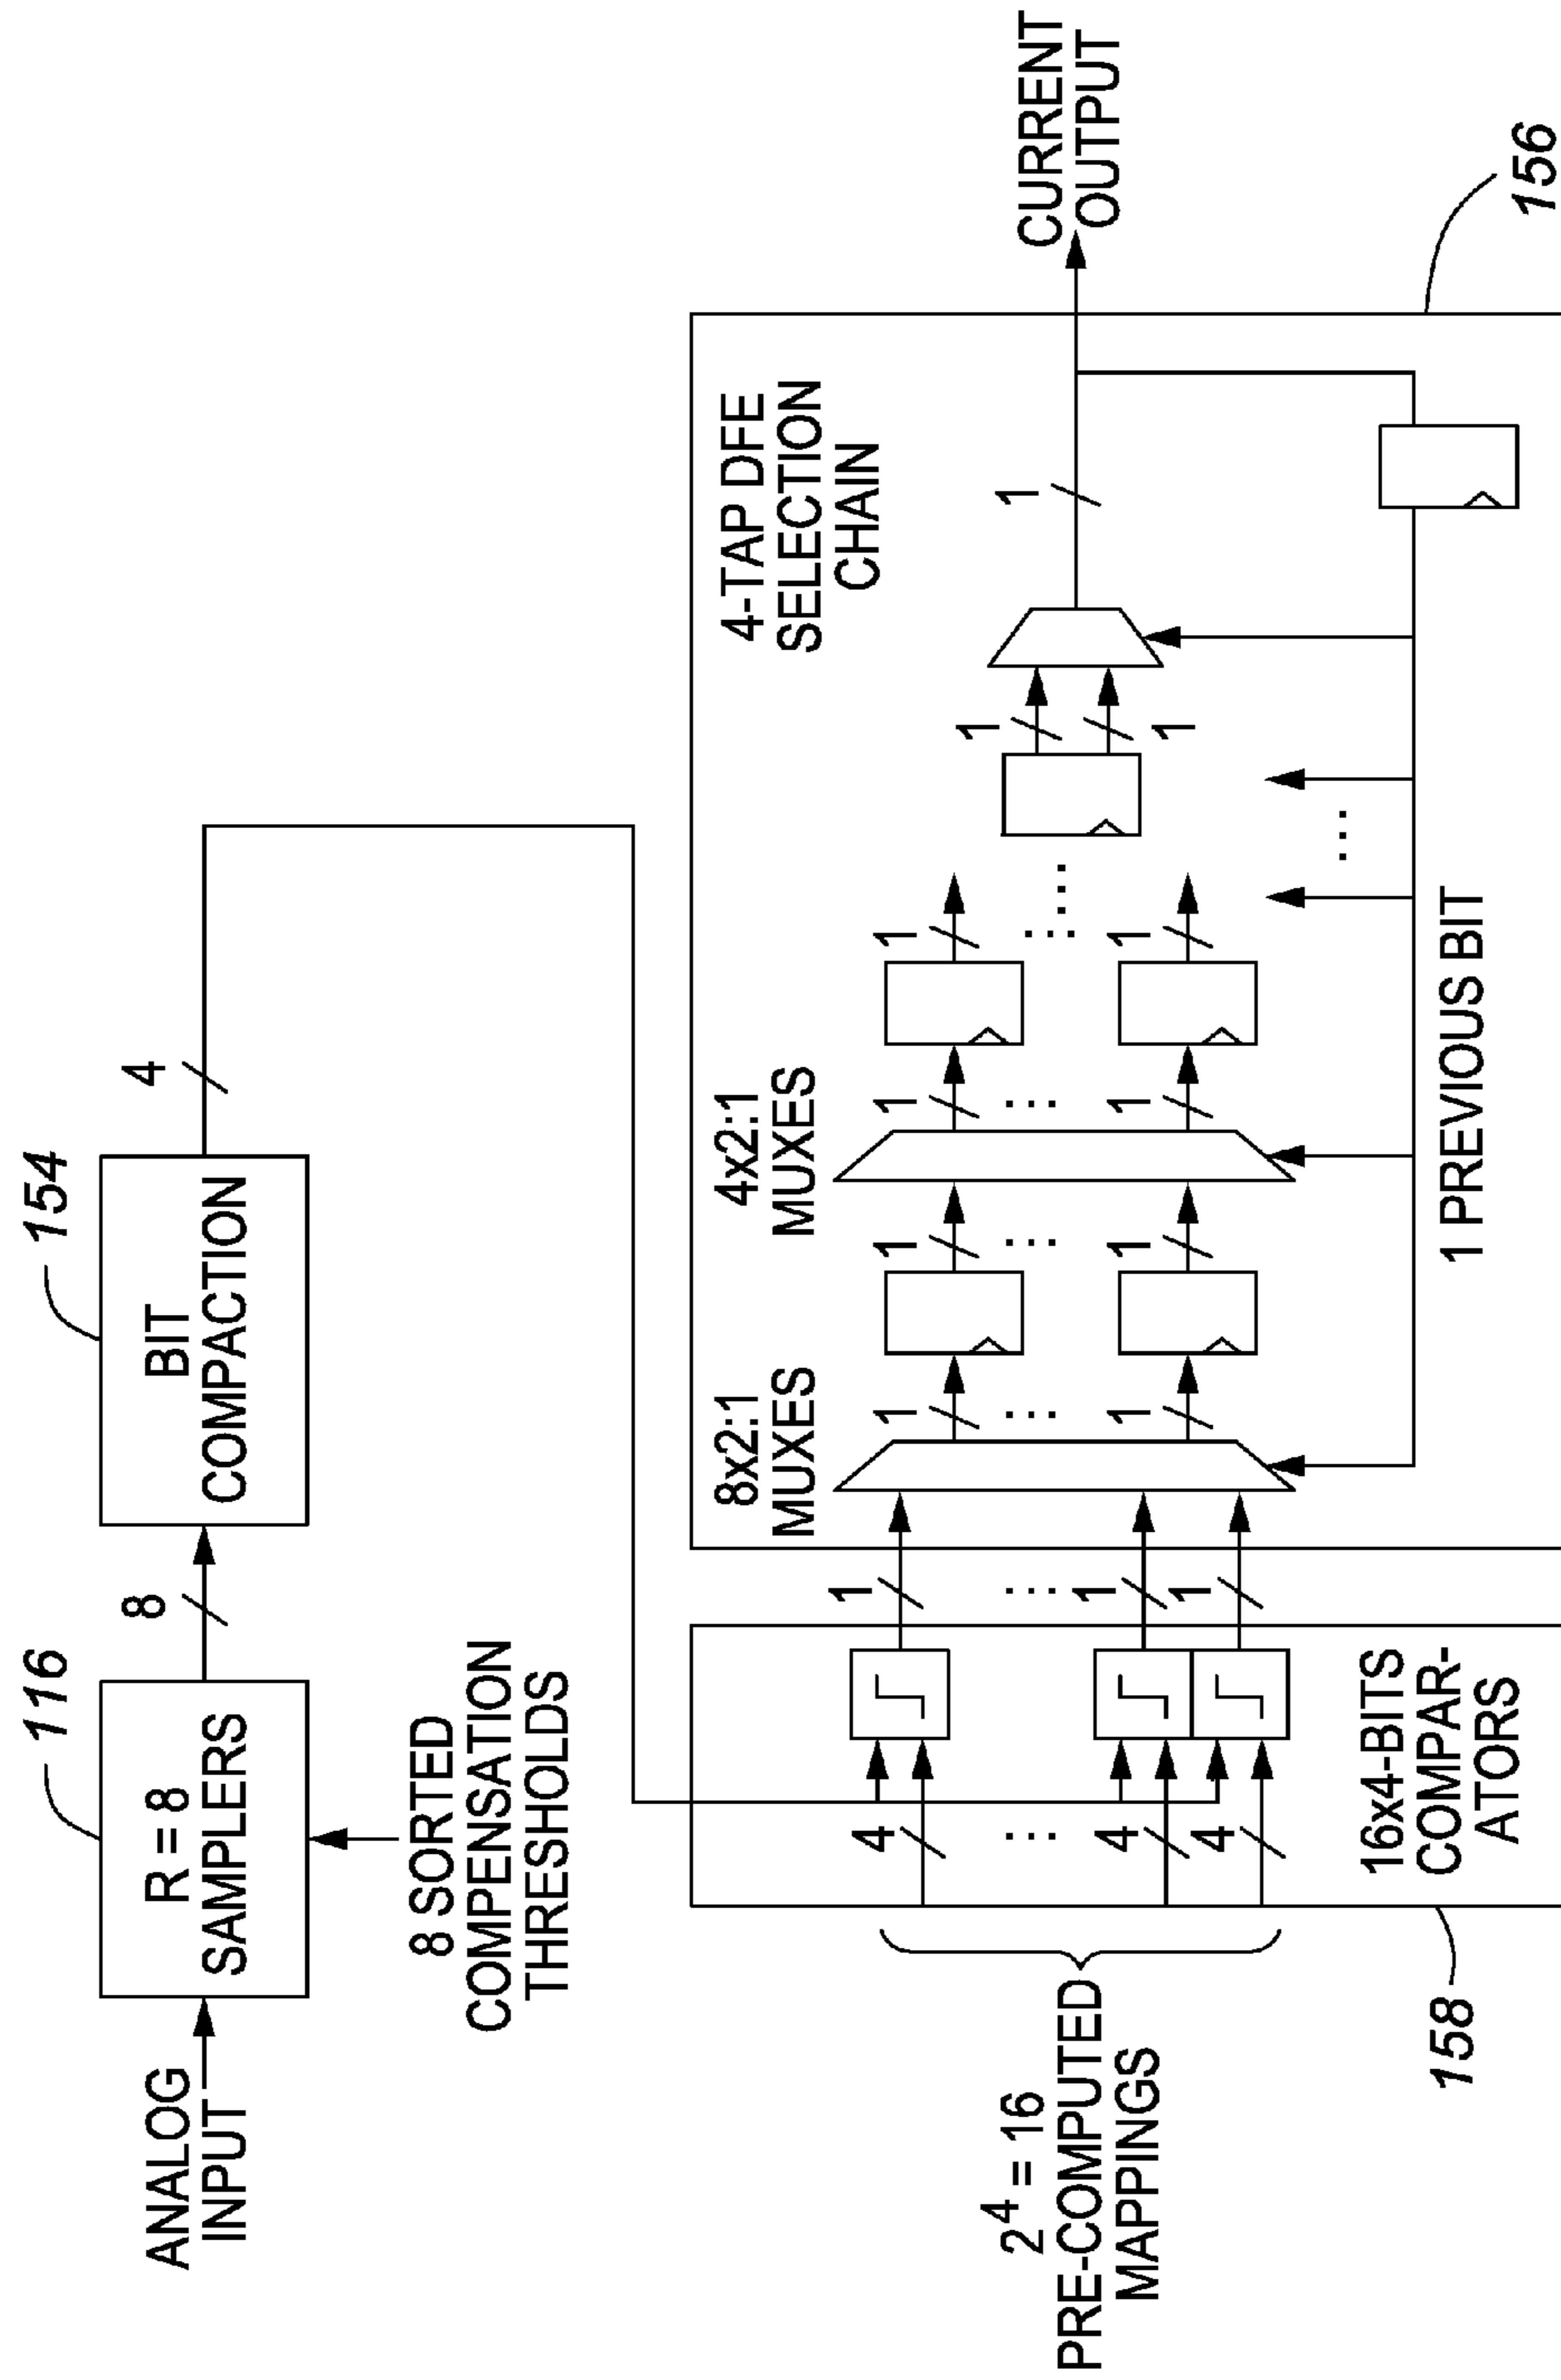 ANALOG
INPUT
116
R = 8
SAMPLERS
8 SORTED
COMPENSATION
THRESHOLDS
8
154
BIT
COMPACTION
4
2⁴ = 16
PRE-COMPUTED
MAPPINGS
158
4
...
4
4
16x4-BITS
COMPAR-
ATORS
1
...
1
1
8x2:1
MUXES
1
...
1
1
...
1
4x2:1
MUXES
1
...
1
1
...
1
...
1
1
...
4-TAP DFE
SELECTION
CHAIN
1
1 PREVIOUS BIT
CURRENT
OUTPUT
156